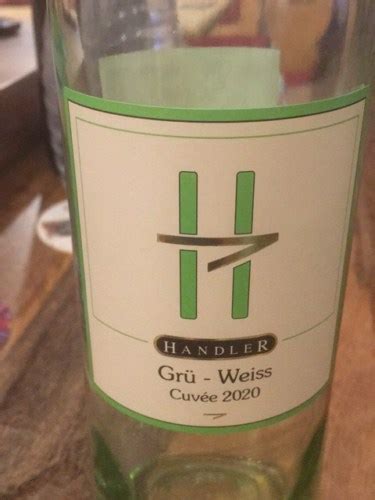 H
HANDLER
Grü - Weiss
Cuvée 2020